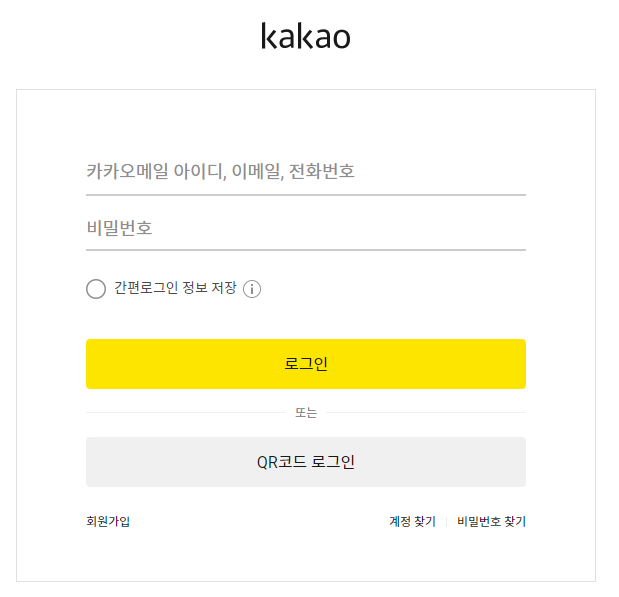 kakao
카카오메일 아이디, 이메일, 전화번호
비밀번호
간편로그인 정보 저장
로그인
또는
QR코드 로그인
회원가입 계정 찾기 비밀번호 찾기